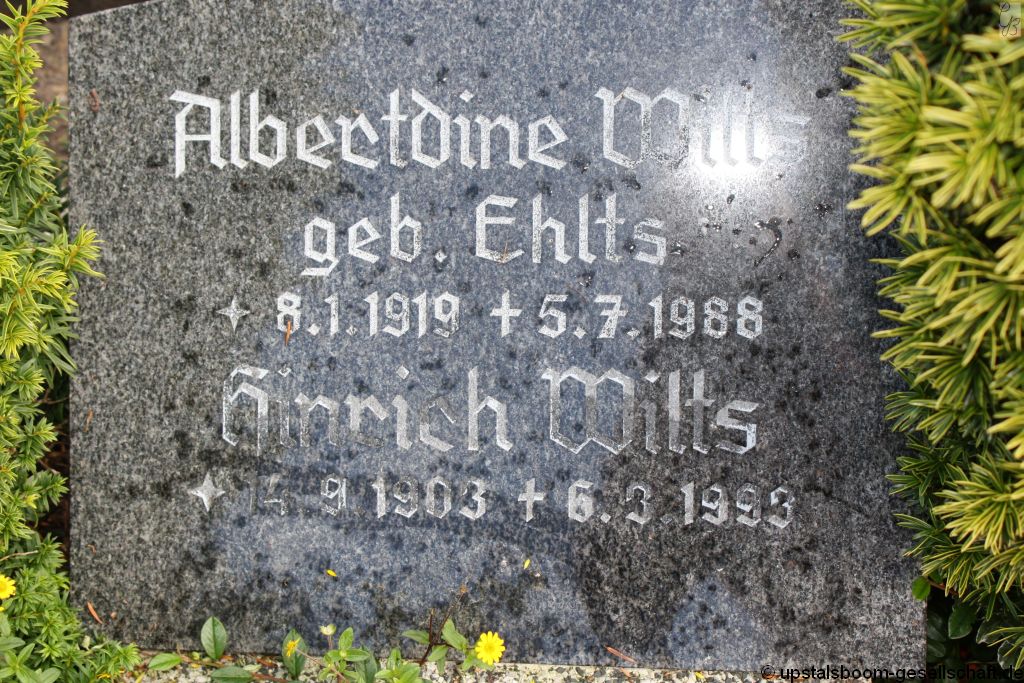 Albertdine Wilts
geb. Ehlts
8.1.1919 † 5.7.1988
Hinrich Wilts
14.9.1903 † 6.3.1993
© upstalsboom-gesellschaft.de